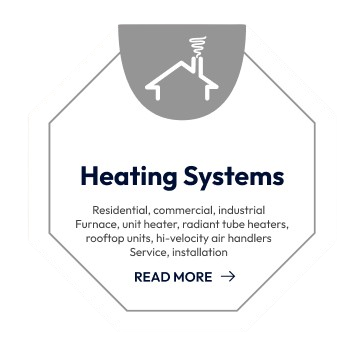 Heating Systems
Residential, commercial, industrial
Furnace, unit heater, radiant tube heaters,
rooftop units, hi-velocity air handlers
Service, installation
READ MORE →